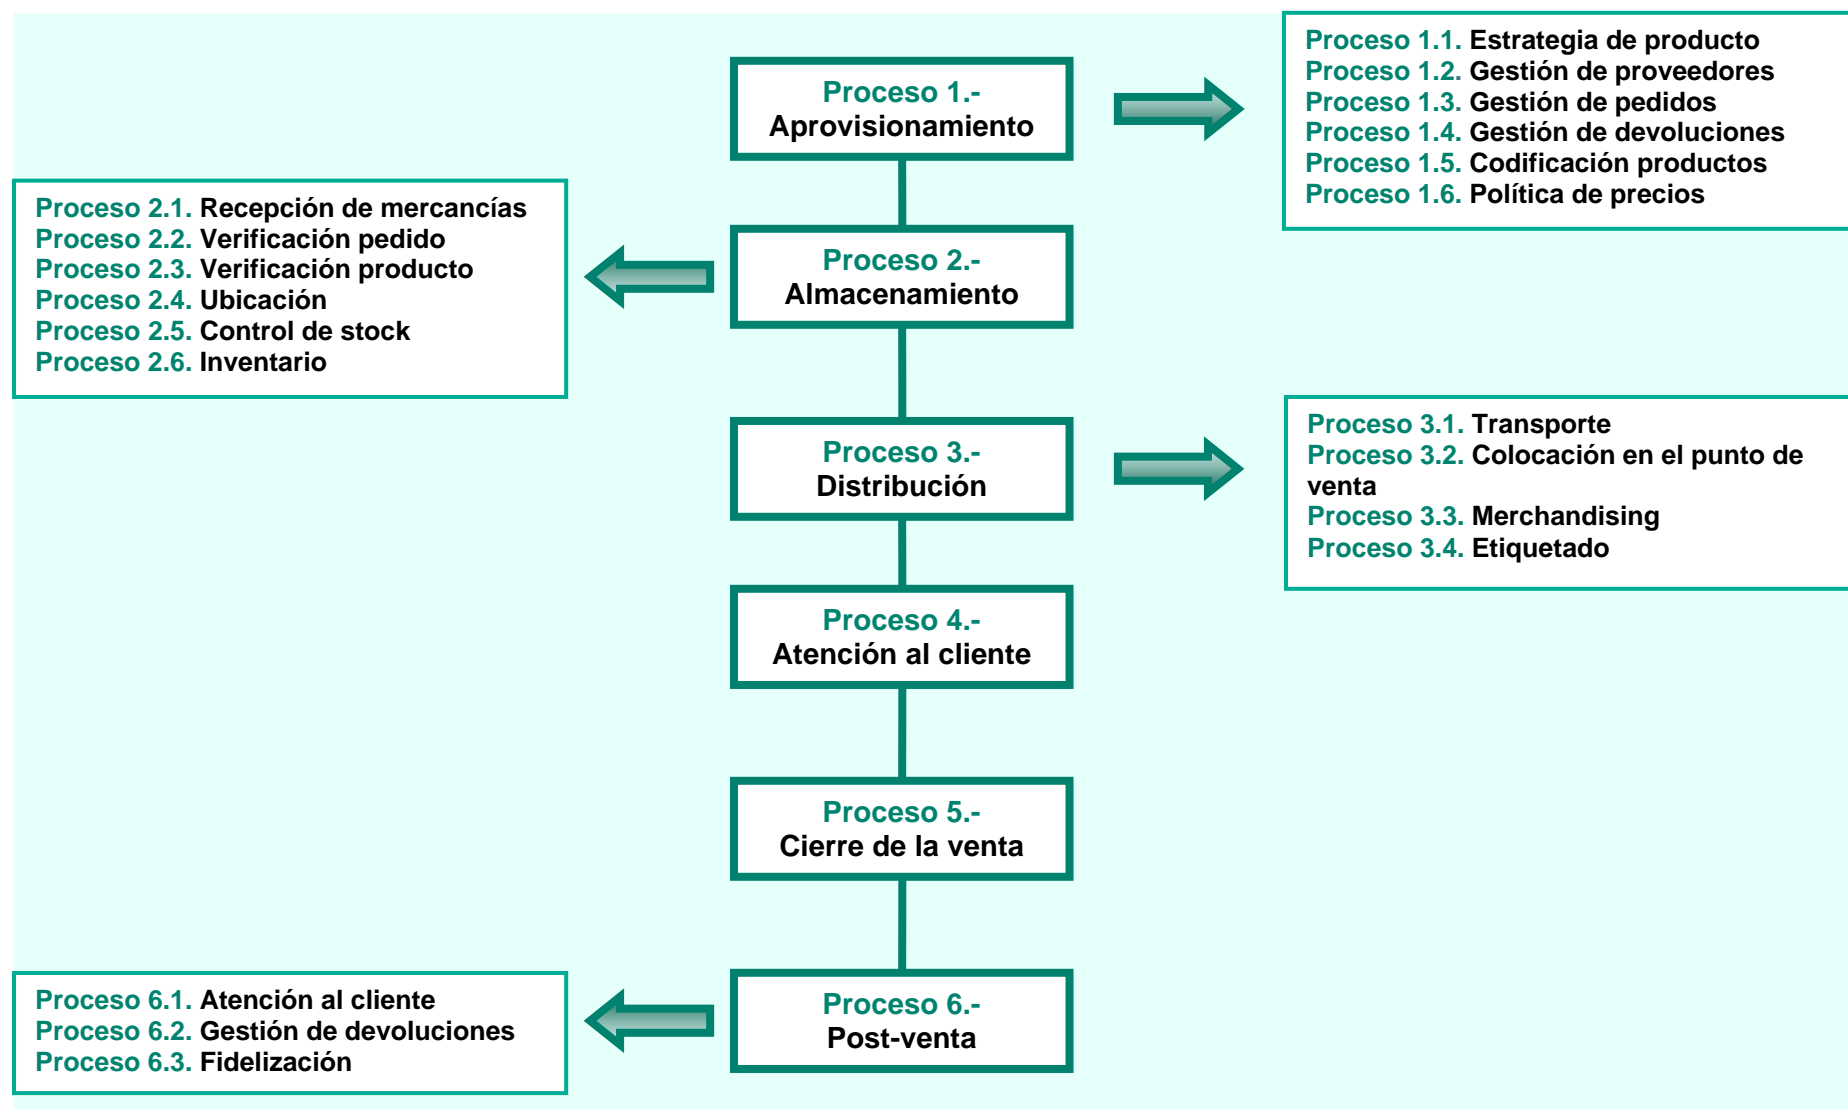 Proceso 1.-
Aprovisionamiento
Proceso 1.1. Estrategia de producto
Proceso 1.2. Gestión de proveedores
Proceso 1.3. Gestión de pedidos
Proceso 1.4. Gestión de devoluciones
Proceso 1.5. Codificación productos
Proceso 1.6. Política de precios
Proceso 2.1. Recepción de mercancías
Proceso 2.2. Verificación pedido
Proceso 2.3. Verificación producto
Proceso 2.4. Ubicación
Proceso 2.5. Control de stock
Proceso 2.6. Inventario
Proceso 2.-
Almacenamiento
Proceso 3.-
Distribución
Proceso 3.1. Transporte
Proceso 3.2. Colocación en el punto de
venta
Proceso 3.3. Merchandising
Proceso 3.4. Etiquetado
Proceso 4.-
Atención al cliente
Proceso 5.-
Cierre de la venta
Proceso 6.1. Atención al cliente
Proceso 6.2. Gestión de devoluciones
Proceso 6.3. Fidelización
Proceso 6.-
Post-venta